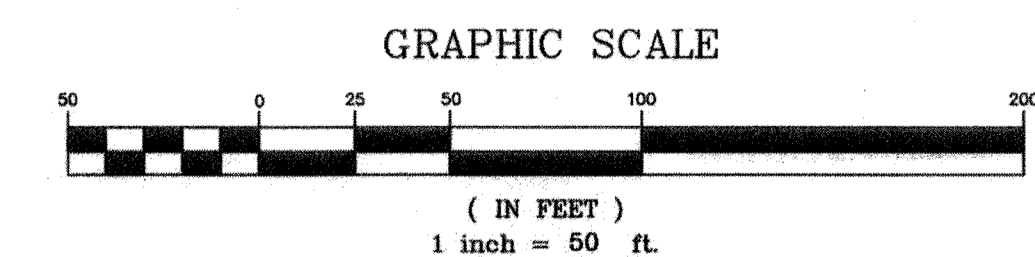 GRAPHIC SCALE
50 0 25 50 100 200
( IN FEET )
1 inch = 50 ft.